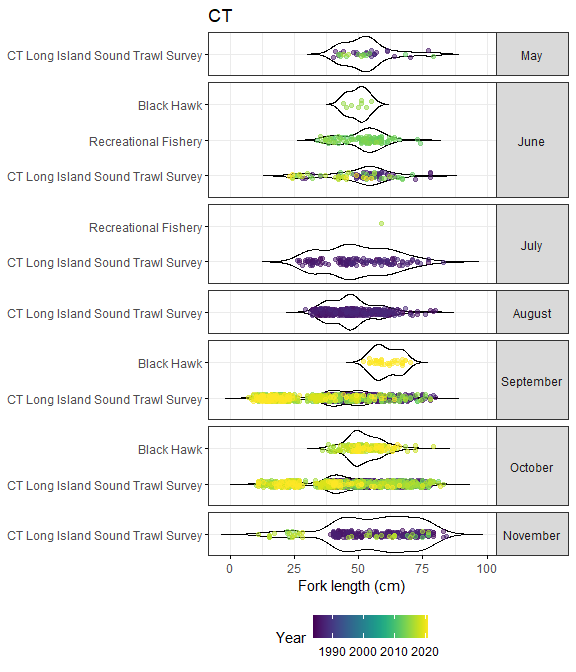 CT
CT Long Island Sound Trawl Survey
May
Black Hawk
Recreational Fishery
CT Long Island Sound Trawl Survey
June
Recreational Fishery
CT Long Island Sound Trawl Survey
July
CT Long Island Sound Trawl Survey
August
Black Hawk
CT Long Island Sound Trawl Survey
September
Black Hawk
CT Long Island Sound Trawl Survey
October
CT Long Island Sound Trawl Survey
November
0 25 50 75 100
Fork length (cm)
Year
1990 2000 2010 2020